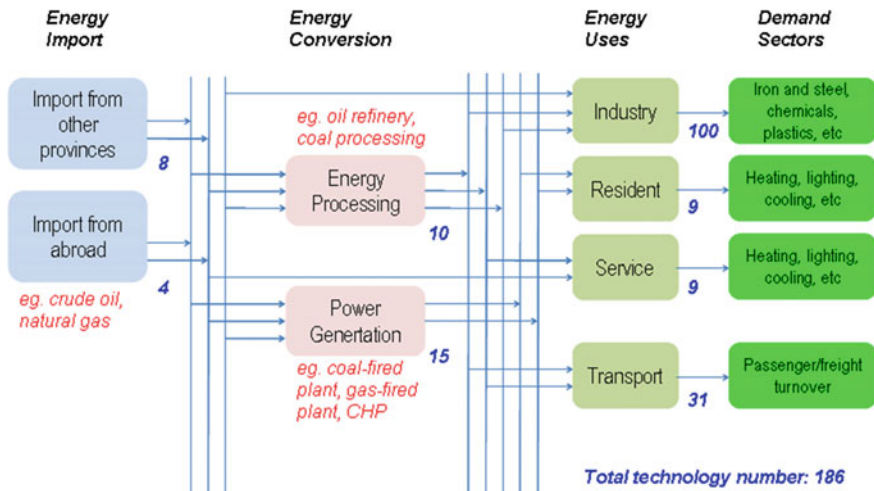 Energy
Import
Energy
Conversion
Energy
Uses
Demand
Sectors
Import from
other
provinces
8
Import from
abroad
4
eg. crude oil,
natural gas
eg. oil refinery,
coal processing
Energy
Processing
10
Power
Genertation
15
eg. coal-fired
plant, gas-fired
plant, CHP
Industry
100
Iron and steel,
chemicals,
plastics, etc
Resident
9
Heating, lighting,
cooling, etc
Service
9
Heating, lighting,
cooling, etc
Transport
31
Passenger/freight
turnover
Total technology number: 186